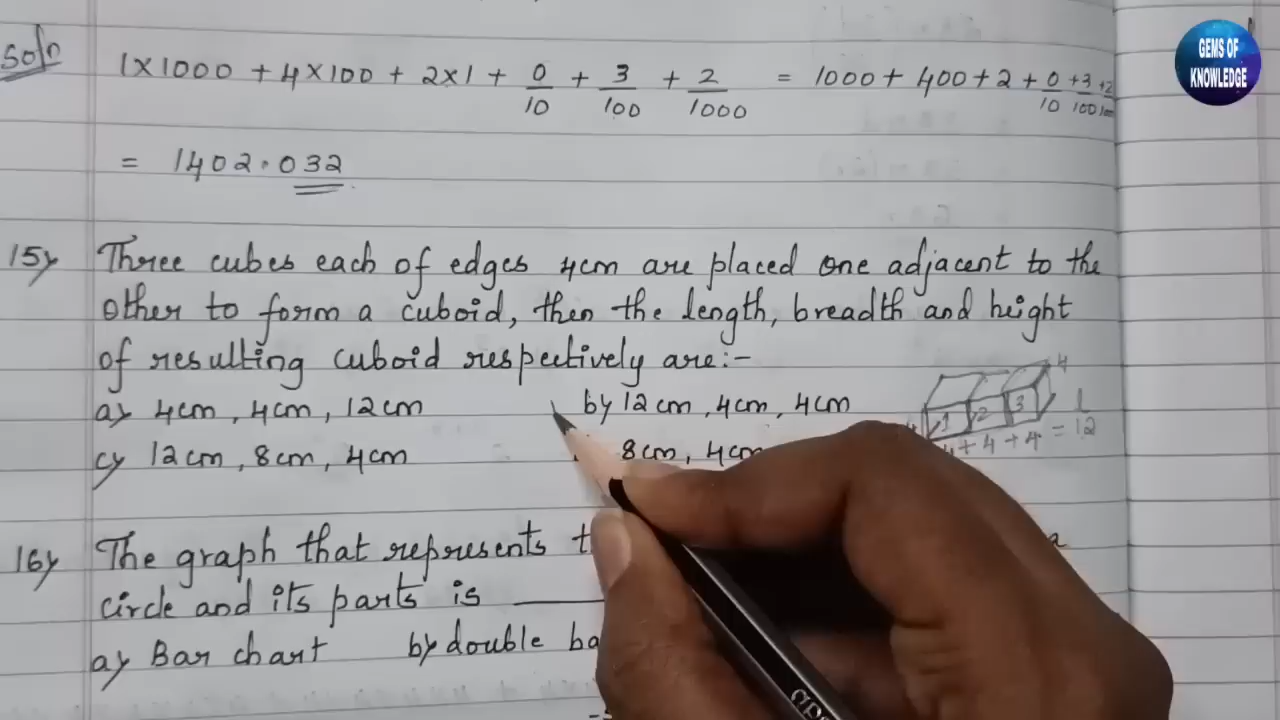 Soln
1×1000 + 4×100 + 2×1 + 0/10 + 3/100 + 2/1000 = 1000 + 400 + 2 + 0/10 + 3/100 + 2/100
= 1402.032
15) Three cubes each of edges 4cm are placed one adjacent to the
other to form a cuboid, then the length, breadth and height
of resulting cuboid respectively are:-
a) 4cm, 4cm, 12cm b) 12cm, 4cm, 4cm
c) 12cm, 8cm, 4cm 8cm, 4cm
1 2 3 4
4 + 4 + 4 = 12
l
16) The graph that represents
circle and its parts is ____
a) Bar chart b) double
GEMS OF
KNOWLEDGE